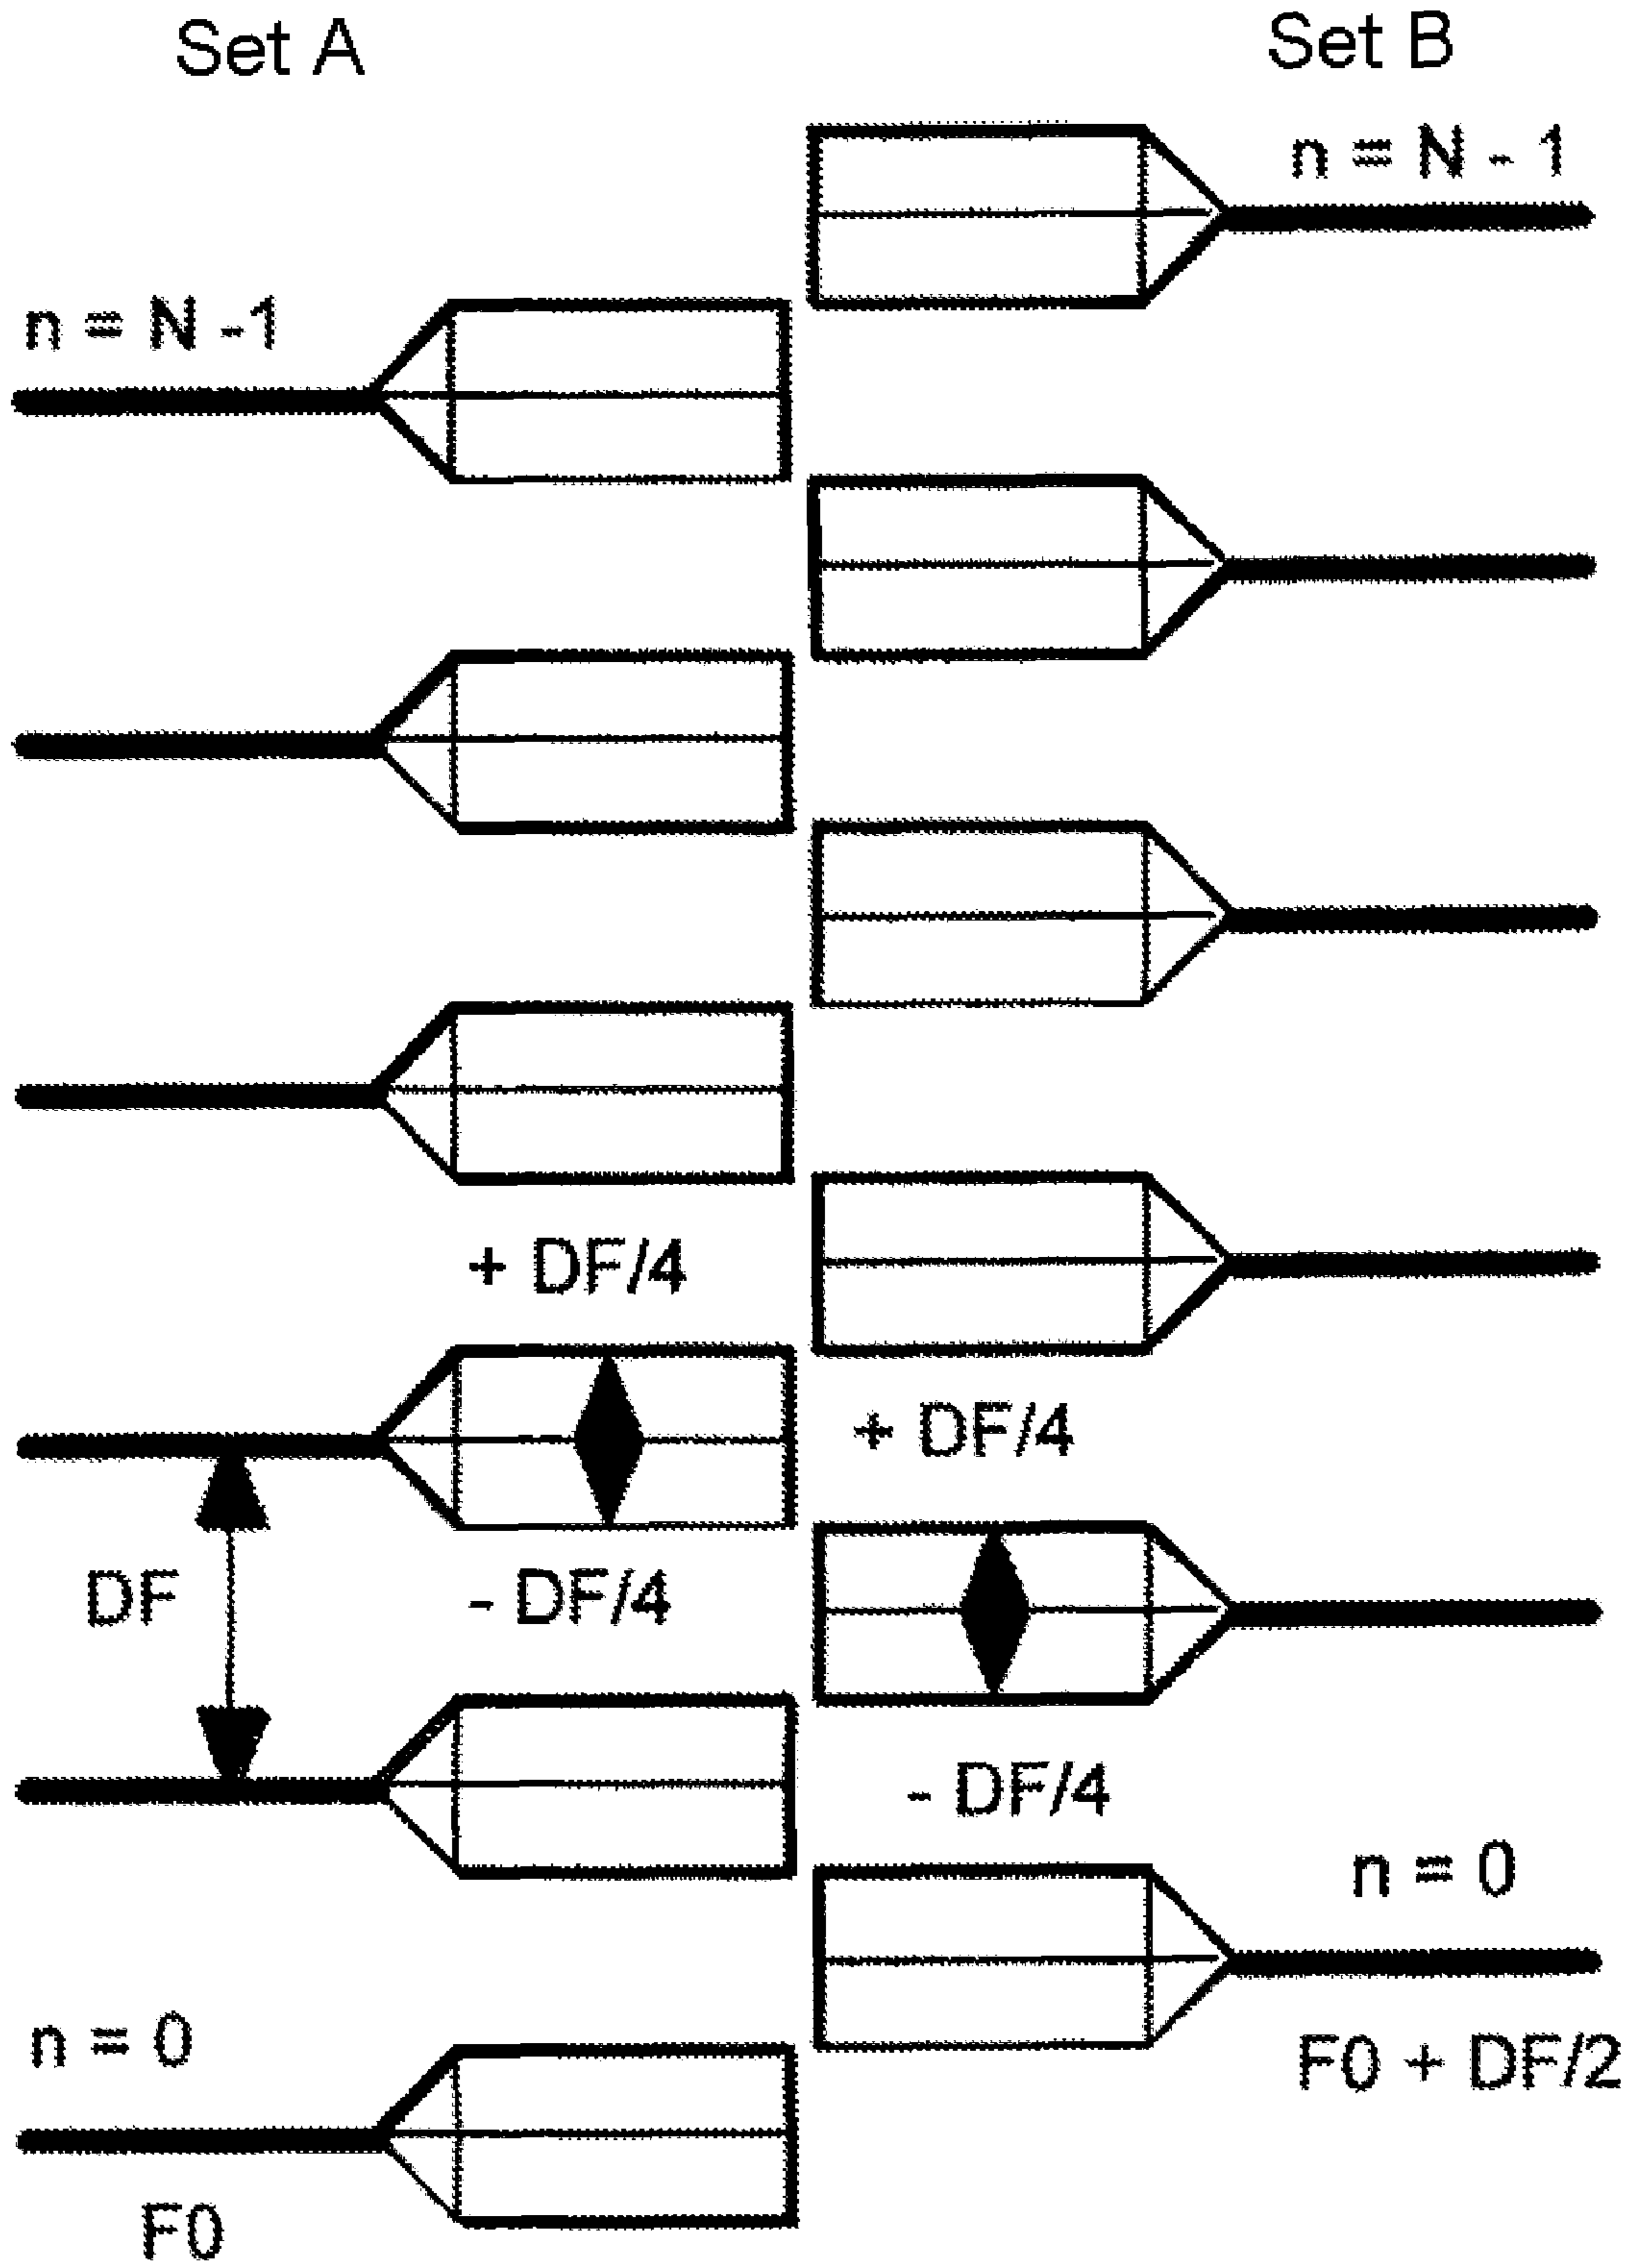 Set A
Set B
n = N - 1
n = N -1
+ DF/4
+ DF/4
DF
- DF/4
- DF/4
n = 0
n = 0
F0 + DF/2
F0